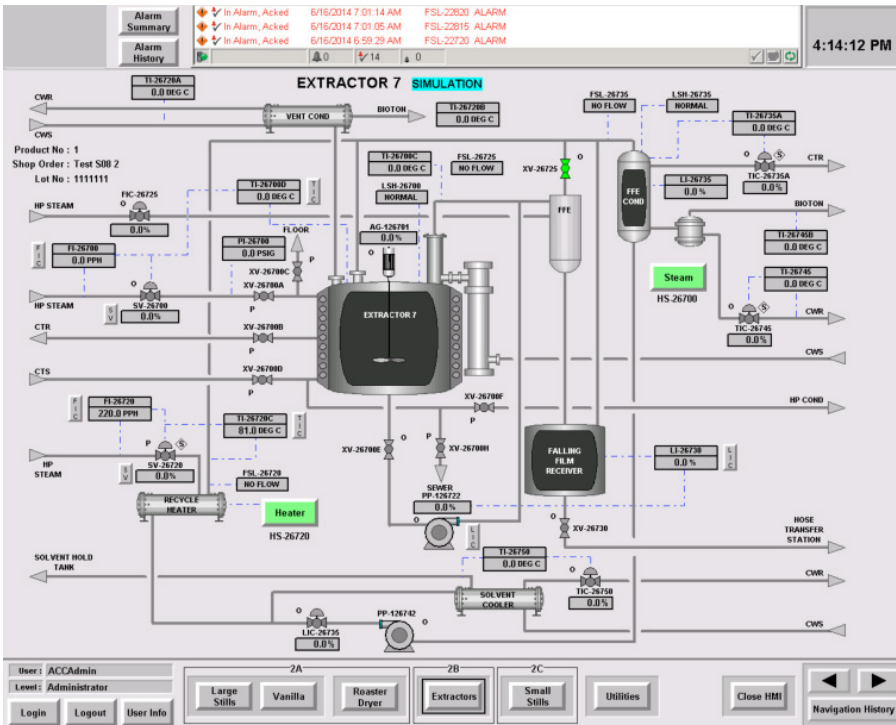 Alarm Summary
Alarm History
In Alarm, Acked 6/16/2014 7:01:14 AM FSL-22820 ALARM
In Alarm, Acked 6/16/2014 7:01:05 AM FSL-22815 ALARM
In Alarm, Acked 6/16/2014 6:59:29 AM FSL-22720 ALARM
0 14 0
4:14:12 PM
EXTRACTOR 7 SIMULATION
TI-26720A
0.0 DEG C
CWR
CWS
VENT COND
BIOTON
TI-26720B
0.0 DEG C
FSL-26735
NO FLOW
LSH-26735
NORMAL
TI-26735A
0.0 DEG C
Product No : 1
Shop Order : Test S08 2
Lot No : 1111111
TI-26700C
0.0 DEG C
FSL-26725
NO FLOW
XV-26725
CTR
TIC-26735A
0.0 %
LI-26735
0.0 %
FFE COND
TI-26700D
0.0 DEG C
TIC
LSH-26700
NORMAL
FIC-26725
0.0%
HP STEAM
FFE
BIOTON
TI-26745B
0.0 DEG C
FLOOR
AG-126701
0.0 %
O
FIC
FI-26700
0.0 PPH
PI-26700
0.0 PSIG
P
XV-26700C
Steam
HS-26700
TI-26745
0.0 DEG C
HP STEAM
O
SV
SV-26700
0.0%
XV-26700A
P
EXTRACTOR 7
O
S
TIC-26745
0.0 %
CWR
CTR
XV-26700B
P
CWS
CTS
XV-26700D
P
XV-26700F
P
HP COND
FIC
FI-26720
220.0 PPH
TI-26720C
81.0 DEG C
TIC
P
S
HP STEAM
SV
SV-26720
0.0%
XV-26700E
O
P
XV-26700H
SEWER
FALLING FILM RECEIVER
LI-26730
0.0 %
LIC
FSL-26720
NO FLOW
RECYCLE HEATER
Heater
HS-26720
PP-126722
0.0 %
O
LIC
O
XV-26730
HOSE TRANSFER STATION
SOLVENT HOLD TANK
TI-26750
0.0 DEG C
O
TIC-26750
0.0 %
CWR
SOLVENT COOLER
CWS
O
LIC-26735
0.0 %
PP-126742
O
User : ACCAdmin
Level : Administrator
Login Logout User Info
2A
Large Stills
Vanilla
Roaster Dryer
2B
Extractors
2C
Small Stills
Utilities
Close HMI
Navigation History